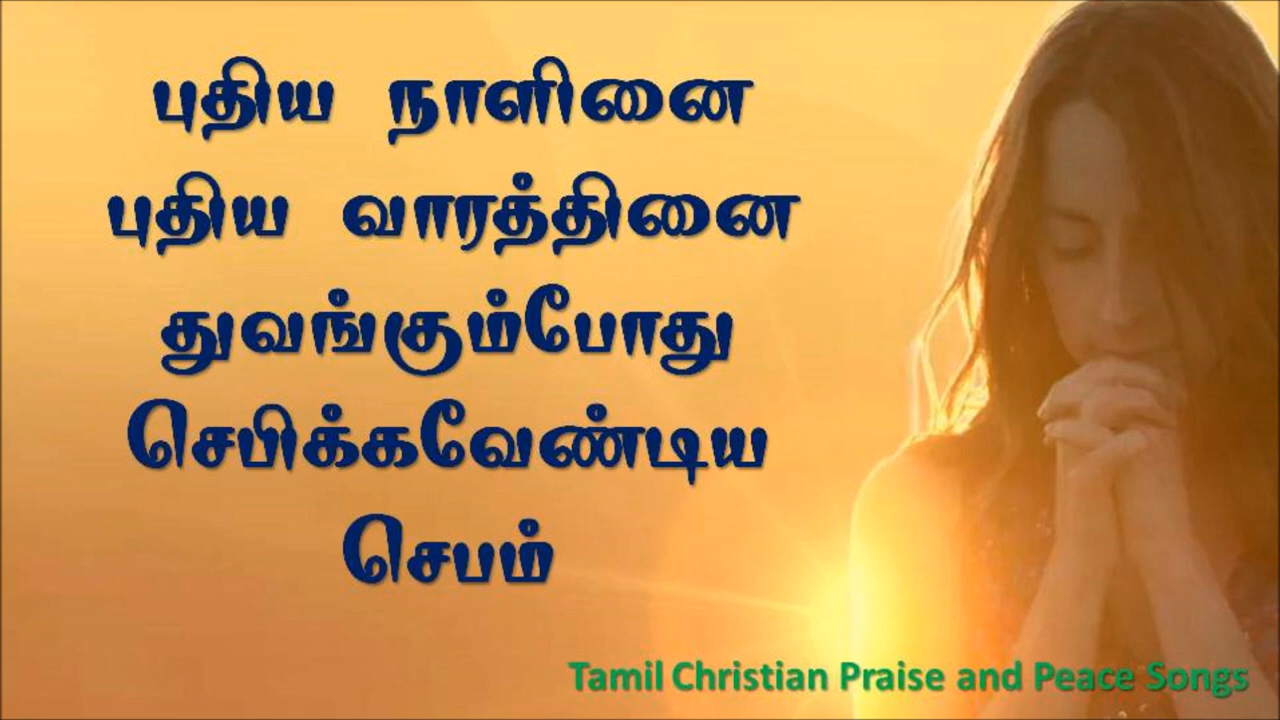 புதிய நாளினை
புதிய வாரத்தினை
துவங்கும்போது
செபிக்கவேண்டிய
செபம்
Tamil Christian Praise and Peace Songs